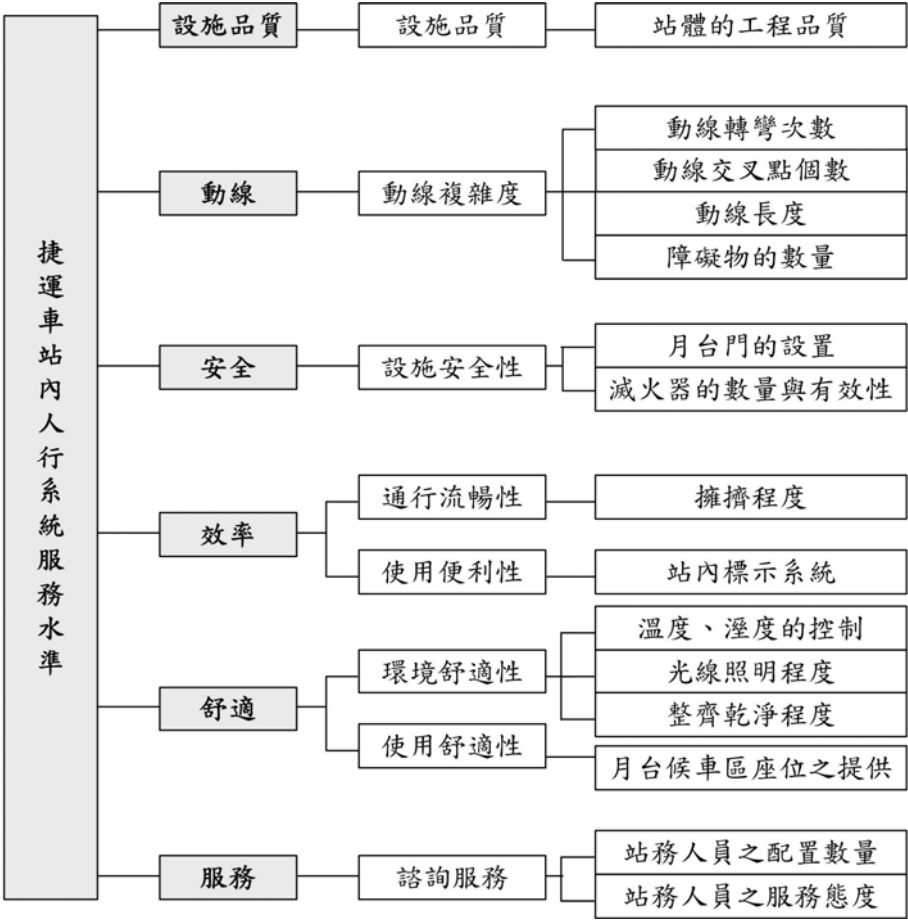 捷運車站內人行系統服務水準
設施品質
設施品質
站體的工程品質
動線
動線複雜度
動線轉彎次數
動線交叉點個數
動線長度
障礙物的數量
安全
設施安全性
月台門的設置
滅火器的數量與有效性
效率
通行流暢性
擁擠程度
使用便利性
站內標示系統
舒適
環境舒適性
溫度、溼度的控制
光線照明程度
整齊乾淨程度
使用舒適性
月台候車區座位之提供
服務
諮詢服務
站務人員之配置數量
站務人員之服務態度